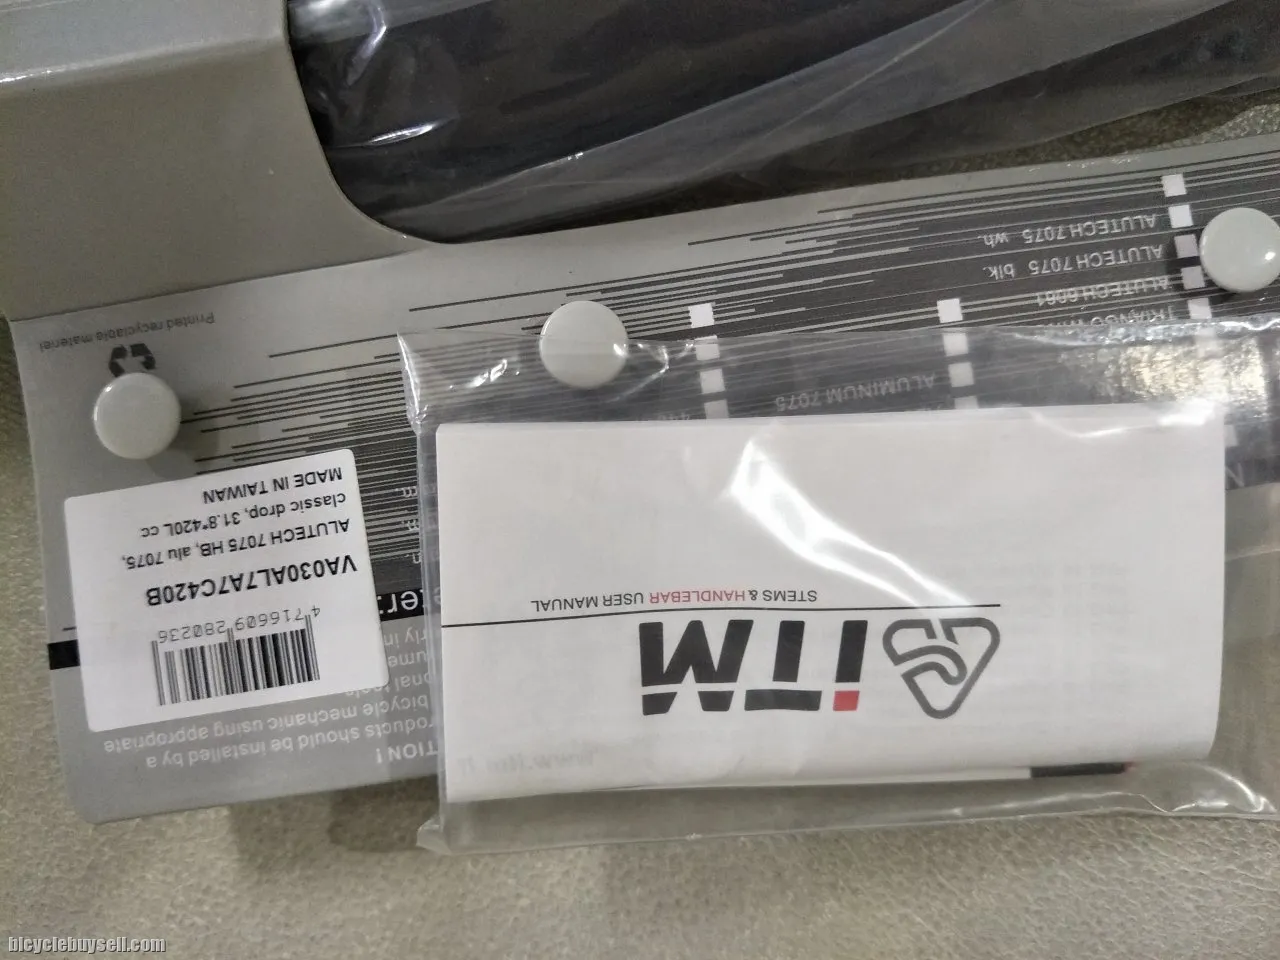 ALUTECH 7075 wh.
ALUTECH 7075 blk.
ALUTECH 6061
ALUMINUM 7075
Printed recyclable materiel
MADE IN TAIWAN
classic drop, 31.8*420L cc
ALUTECH 7075 HB, alu 7075,
VA030AL7A7C420B
4 716609 280236
iTM
STEMS & HANDLEBAR USER MANUAL
roducts should be installed by a
bicycle mechanic using appropriate
bicyclebuysell.com